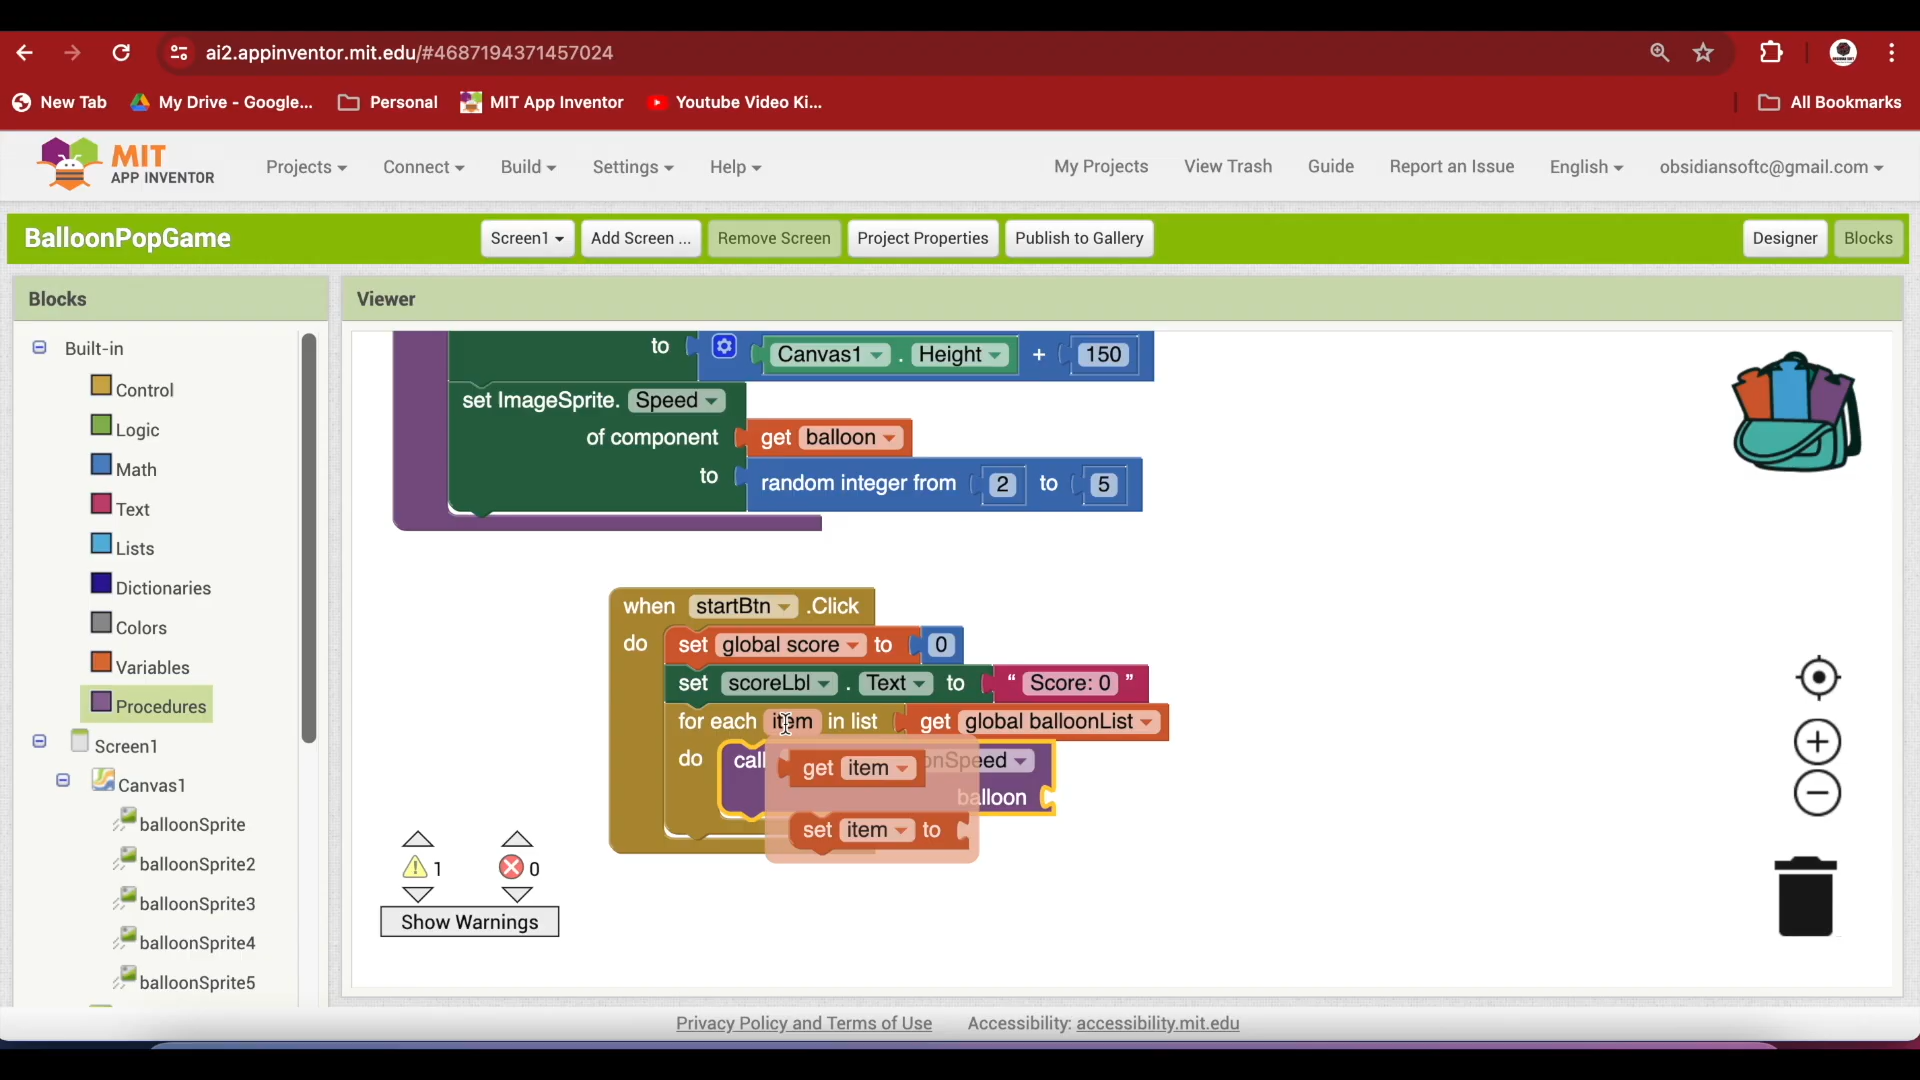 ai2.appinventor.mit.edu/#4687194371457024
New Tab My Drive - Google... Personal MIT App Inventor Youtube Video Ki... All Bookmarks
MIT
APP INVENTOR
Projects Connect Build Settings Help My Projects View Trash Guide Report an Issue English obsidiansoftc@gmail.com
BalloonPopGame Screen1 Add Screen ... Remove Screen Project Properties Publish to Gallery Designer Blocks
Blocks
Built-in
Control
Logic
Math
Text
Lists
Dictionaries
Colors
Variables
Procedures
Screen1
Canvas1
balloonSprite
balloonSprite2
balloonSprite3
balloonSprite4
balloonSprite5
Viewer
to Canvas1 . Height + 150
set ImageSprite. Speed
of component get balloon
to random integer from 2 to 5
when startBtn .Click
do set global score to 0
set scoreLbl . Text to “ Score: 0 ”
for each item in list get global balloonList
do call onSpeed
get item
balloon
set item to
1 0
Show Warnings
Privacy Policy and Terms of Use Accessibility: accessibility.mit.edu